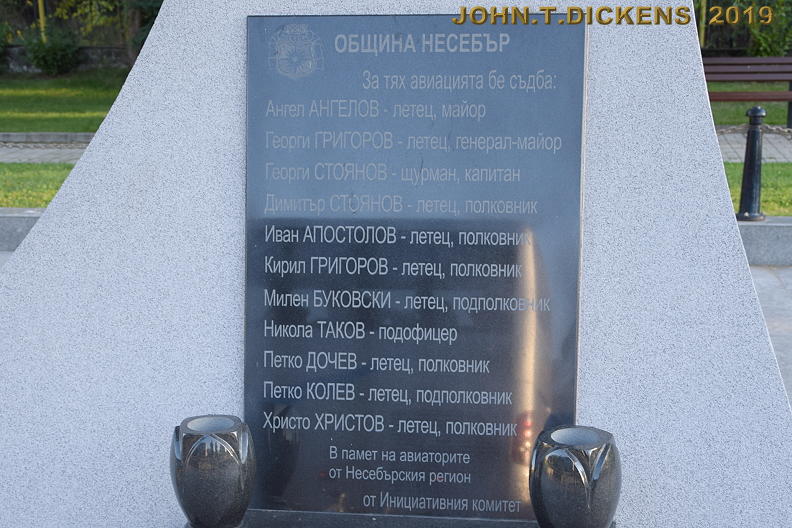 JOHN.T.DICKENS 2019
ОБЩИНА НЕСЕБЪР
За тях авиацията бе съдба:
Ангел АНГЕЛОВ - летец, майор
Георги ГРИГОРОВ - летец, генерал-майор
Георги СТОЯНОВ - щурман, капитан
Димитър СТОЯНОВ - летец, полковник
Иван АПОСТОЛОВ - летец, полковник
Кирил ГРИГОРОВ - летец, полковник
Милен БУКОВСКИ - летец, подполковник
Никола ТАКОВ - подофицер
Петко ДОЧЕВ - летец, полковник
Петко КОЛЕВ - летец, подполковник
Христо ХРИСТОВ - летец, полковник
В памет на авиаторите
от Несебърския регион
от Инициативния комитет